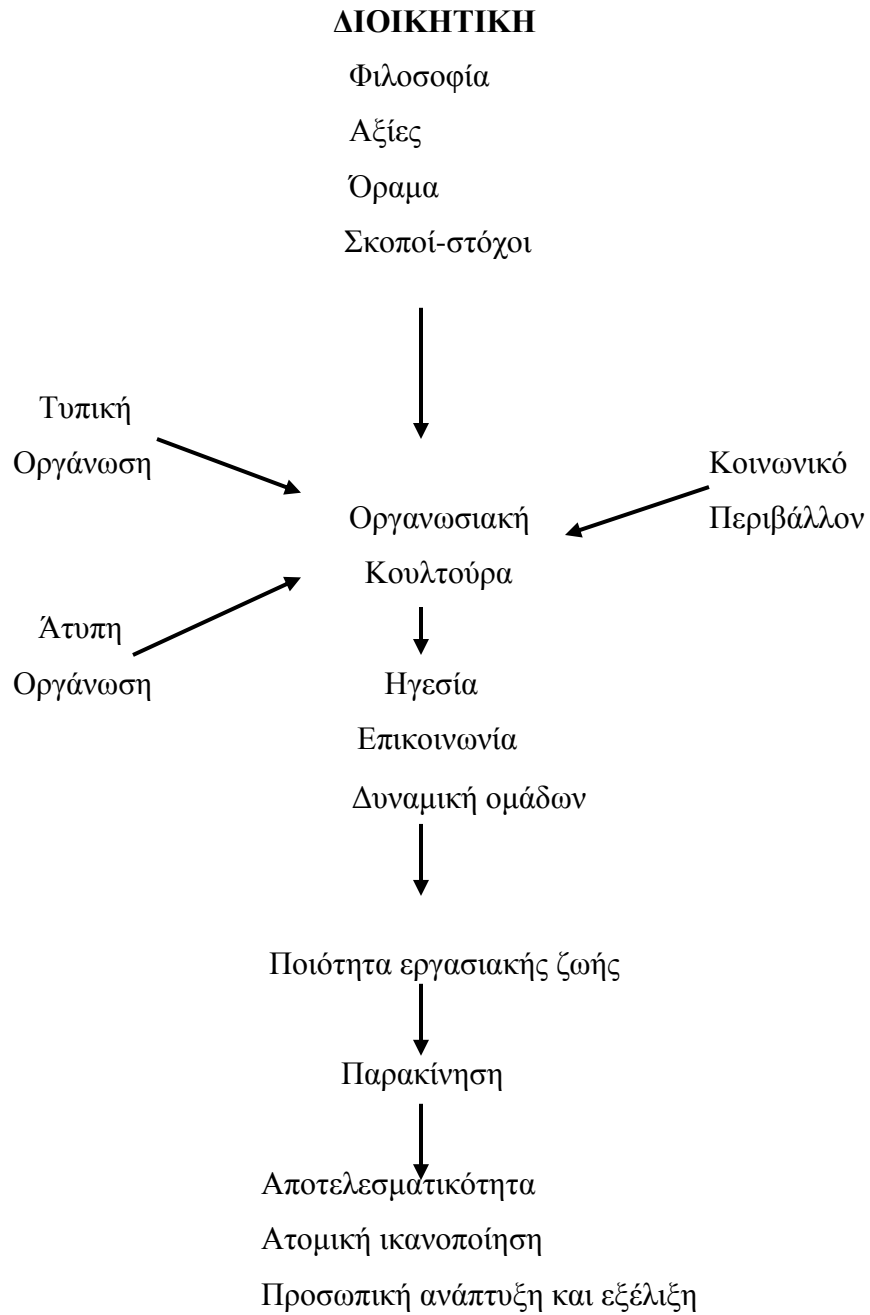 ΔΙΟΙΚΗΤΙΚΗ
Φιλοσοφία
Αξίες
Όραμα
Σκοποί-στόχοι
Τυπική
Οργάνωση
Κοινωνικό
Περιβάλλον
Οργανωσιακή
Κουλτούρα
Άτυπη
Οργάνωση
Ηγεσία
Επικοινωνία
Δυναμική ομάδων
Ποιότητα εργασιακής ζωής
Παρακίνηση
Αποτελεσματικότητα
Ατομική ικανοποίηση
Προσωπική ανάπτυξη και εξέλιξη